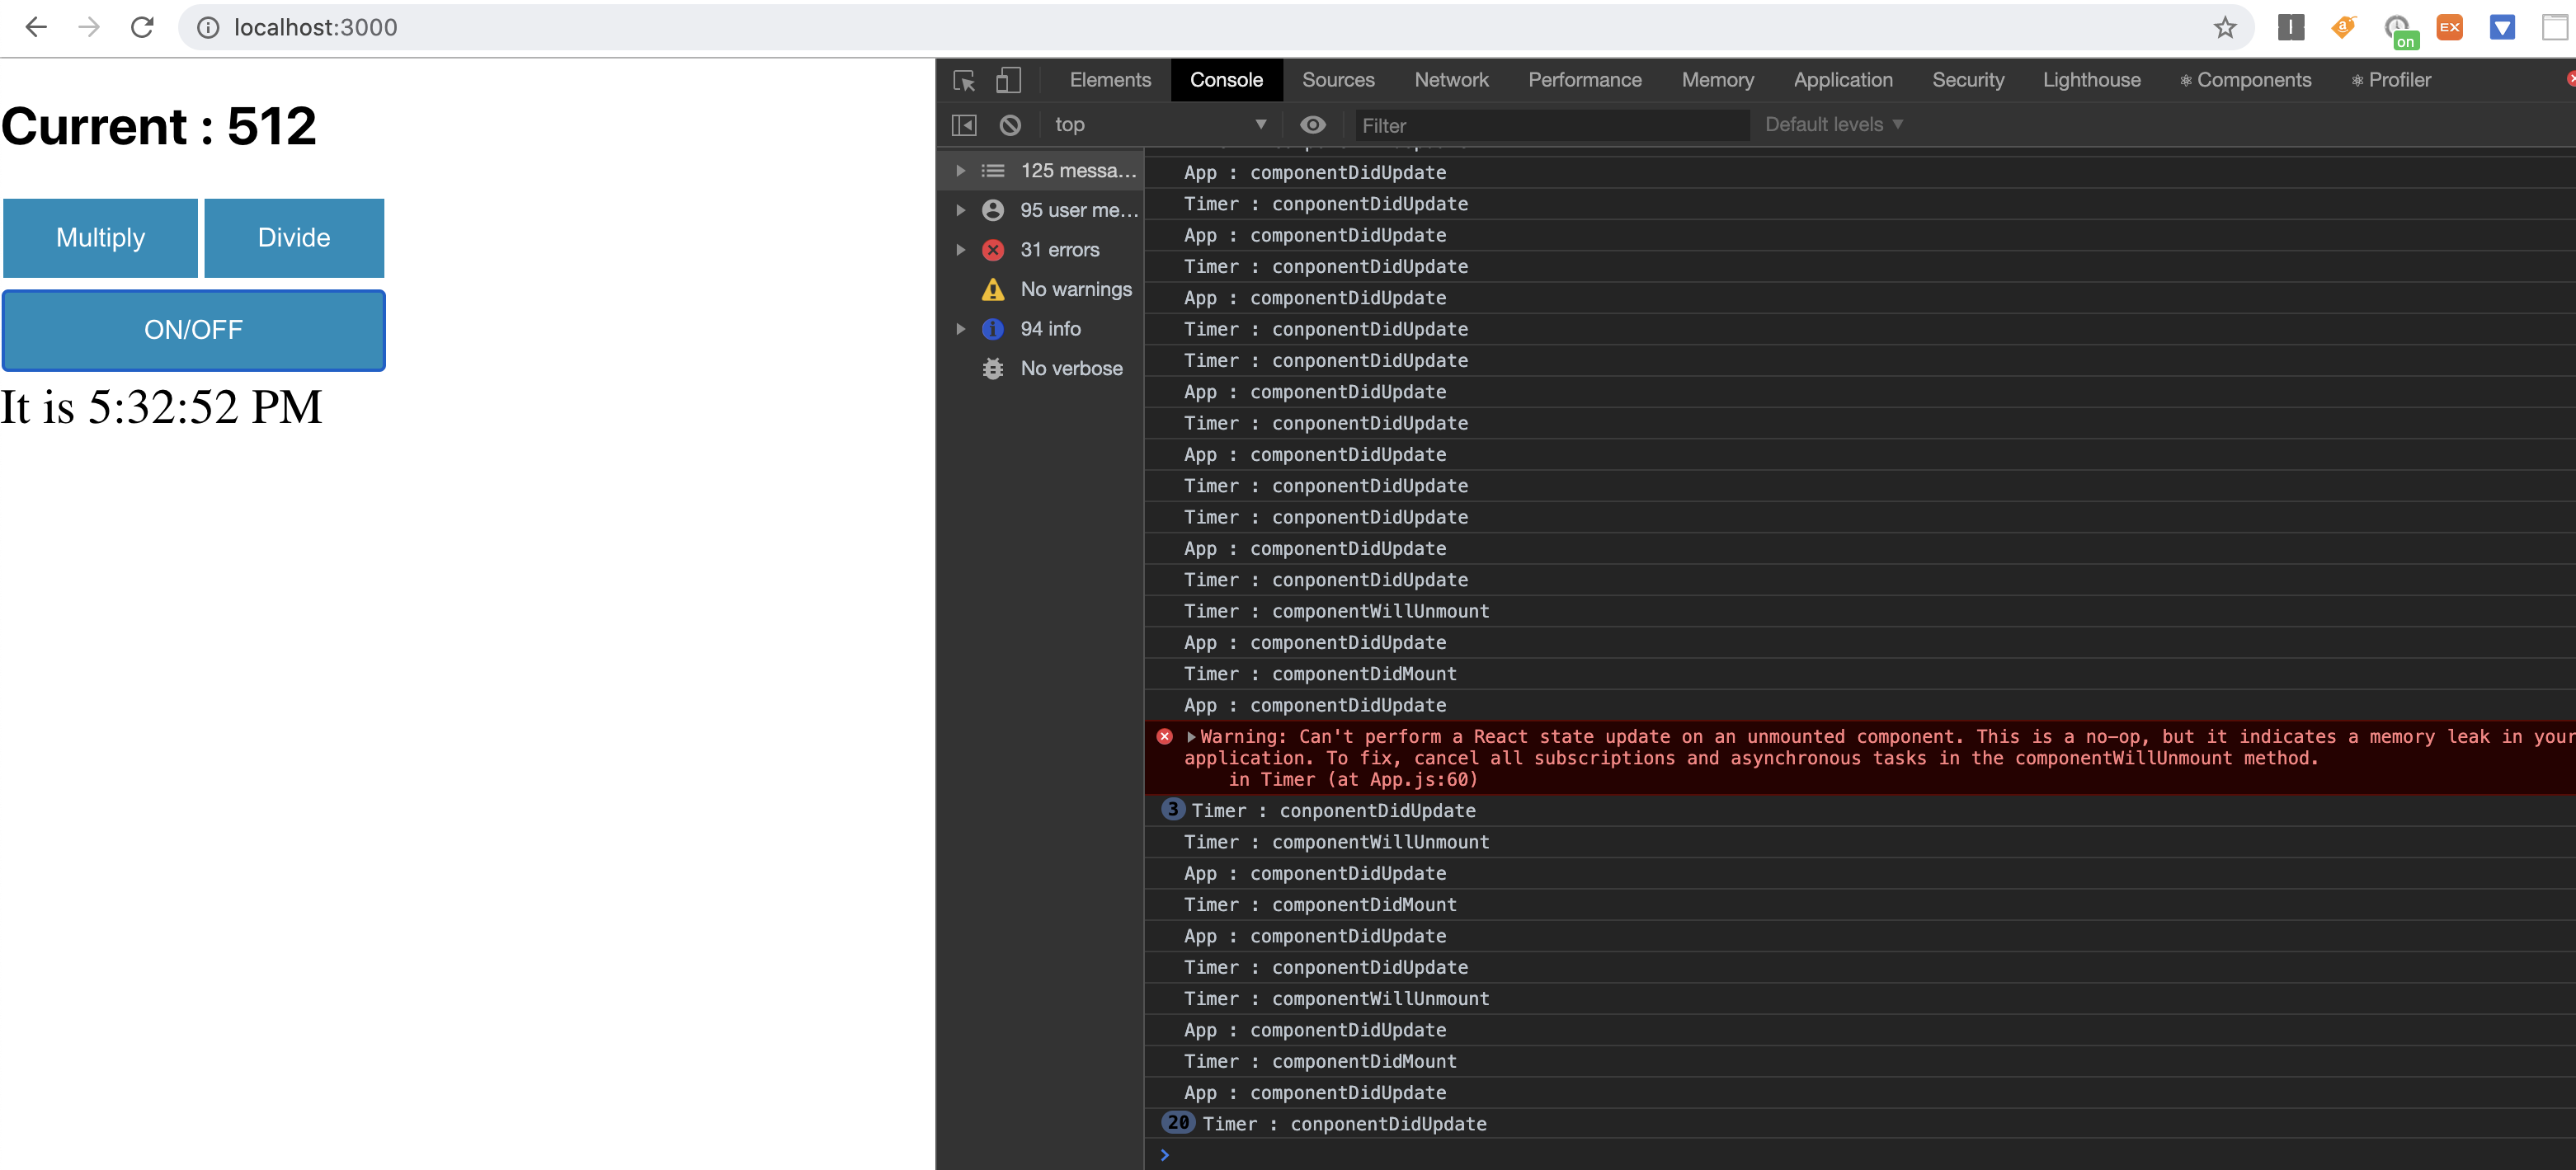 localhost:3000
on
EX
Current : 512
Multiply
Divide
ON/OFF
It is 5:32:52 PM
Elements
Console
Sources
Network
Performance
Memory
Application
Security
Lighthouse
Components
Profiler
top
Filter
Default levels
125 messa...
95 user me...
31 errors
No warnings
94 info
No verbose
App : componentDidUpdate
Timer : conponentDidUpdate
App : componentDidUpdate
Timer : conponentDidUpdate
App : componentDidUpdate
Timer : conponentDidUpdate
Timer : conponentDidUpdate
App : componentDidUpdate
Timer : conponentDidUpdate
App : componentDidUpdate
Timer : conponentDidUpdate
Timer : conponentDidUpdate
App : componentDidUpdate
Timer : conponentDidUpdate
Timer : componentWillUnmount
App : componentDidUpdate
Timer : componentDidMount
App : componentDidUpdate
Warning: Can't perform a React state update on an unmounted component. This is a no-op, but it indicates a memory leak in your
application. To fix, cancel all subscriptions and asynchronous tasks in the componentWillUnmount method.
in Timer (at App.js:60)
3 Timer : conponentDidUpdate
Timer : componentWillUnmount
App : componentDidUpdate
Timer : componentDidMount
App : componentDidUpdate
Timer : conponentDidUpdate
Timer : componentWillUnmount
App : componentDidUpdate
Timer : componentDidMount
App : componentDidUpdate
20 Timer : conponentDidUpdate